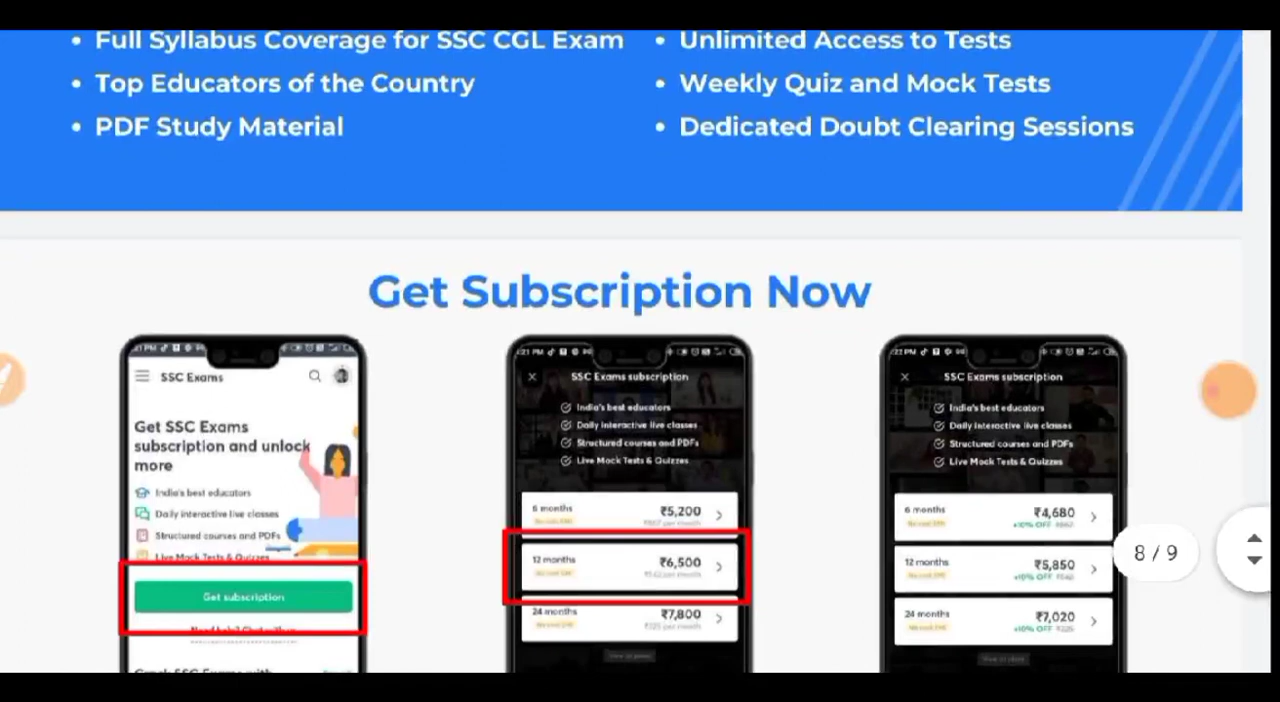 • Full Syllabus Coverage for SSC CGL Exam
• Top Educators of the Country
• PDF Study Material
• Unlimited Access to Tests
• Weekly Quiz and Mock Tests
• Dedicated Doubt Clearing Sessions
Get Subscription Now
SSC Exams
Get SSC Exams
subscription and unlock
more
India's best educators
Daily interactive live classes
Structured courses and PDFs
Live Mock Tests & Quizzes
Get subscription
SSC Exams subscription
India's best educators
Daily interactive live classes
Structured courses and PDFs
Live Mock Tests & Quizzes
6 months ₹5,200
12 months ₹6,500
24 months ₹7,800
SSC Exams subscription
India's best educators
Daily interactive live classes
Structured courses and PDFs
Live Mock Tests & Quizzes
6 months ₹4,680
+10% OFF
12 months ₹5,850
+10% OFF
24 months ₹7,020
+10% OFF
8 / 9